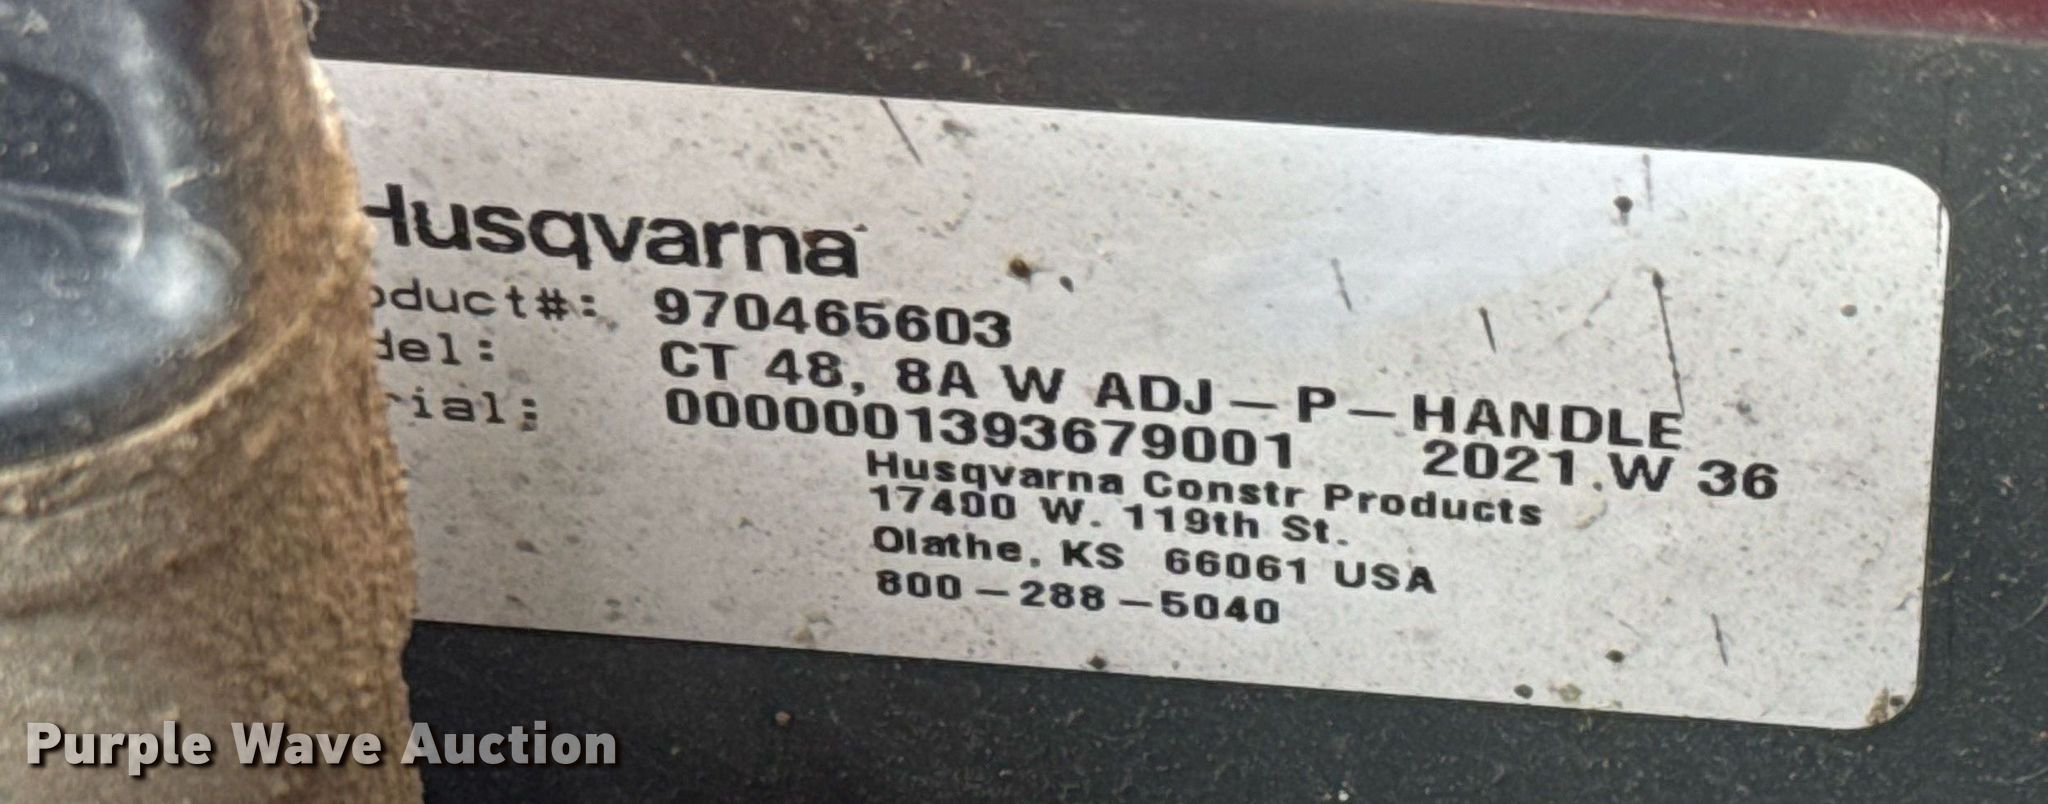 Husqvarna
oduct#: 970465603
del: CT 48, 8A W ADJ-P-HANDLE
rial: 0000001393679001 2021.W 36
Husqvarna Constr Products
17400 W. 119th St.
Olathe, KS 66061 USA
800-288-5040
Purple Wave Auction